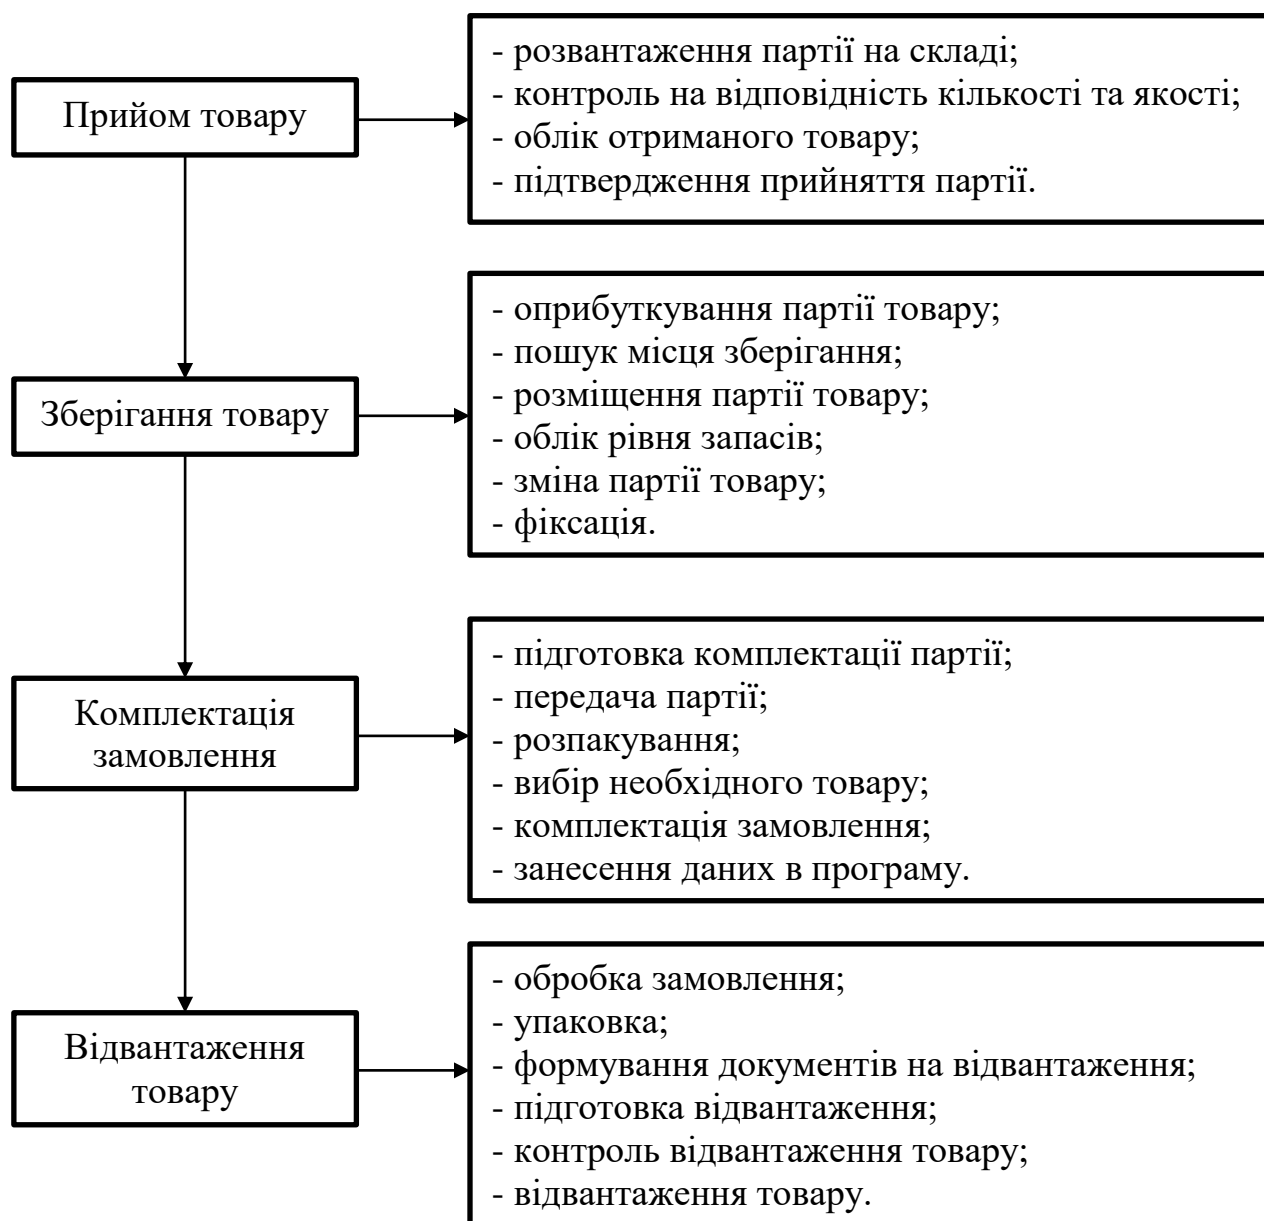 Прийом товару
- розвантаження партії на складі;
- контроль на відповідність кількості та якості;
- облік отриманого товару;
- підтвердження прийняття партії.
Зберігання товару
- оприбуткування партії товару;
- пошук місця зберігання;
- розміщення партії товару;
- облік рівня запасів;
- зміна партії товару;
- фіксація.
Комплектація
замовлення
- підготовка комплектації партії;
- передача партії;
- розпакування;
- вибір необхідного товару;
- комплектація замовлення;
- занесення даних в програму.
Відвантаження
товару
- обробка замовлення;
- упаковка;
- формування документів на відвантаження;
- підготовка відвантаження;
- контроль відвантаження товару;
- відвантаження товару.